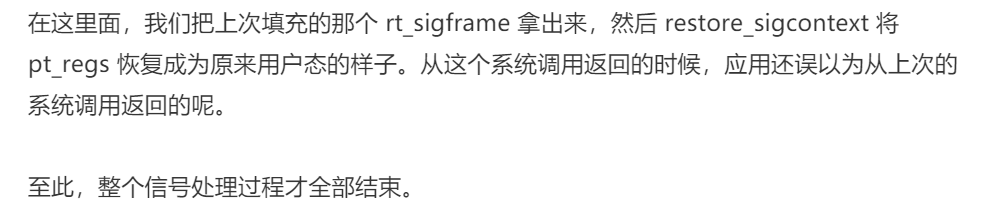 在这里面，我们把上次填充的那个 rt_sigframe 拿出来，然后 restore_sigcontext 将
pt_regs 恢复成为原来用户态的样子。从这个系统调用返回的时候，应用还误以为从上次的
系统调用返回的呢。
至此，整个信号处理过程才全部结束。